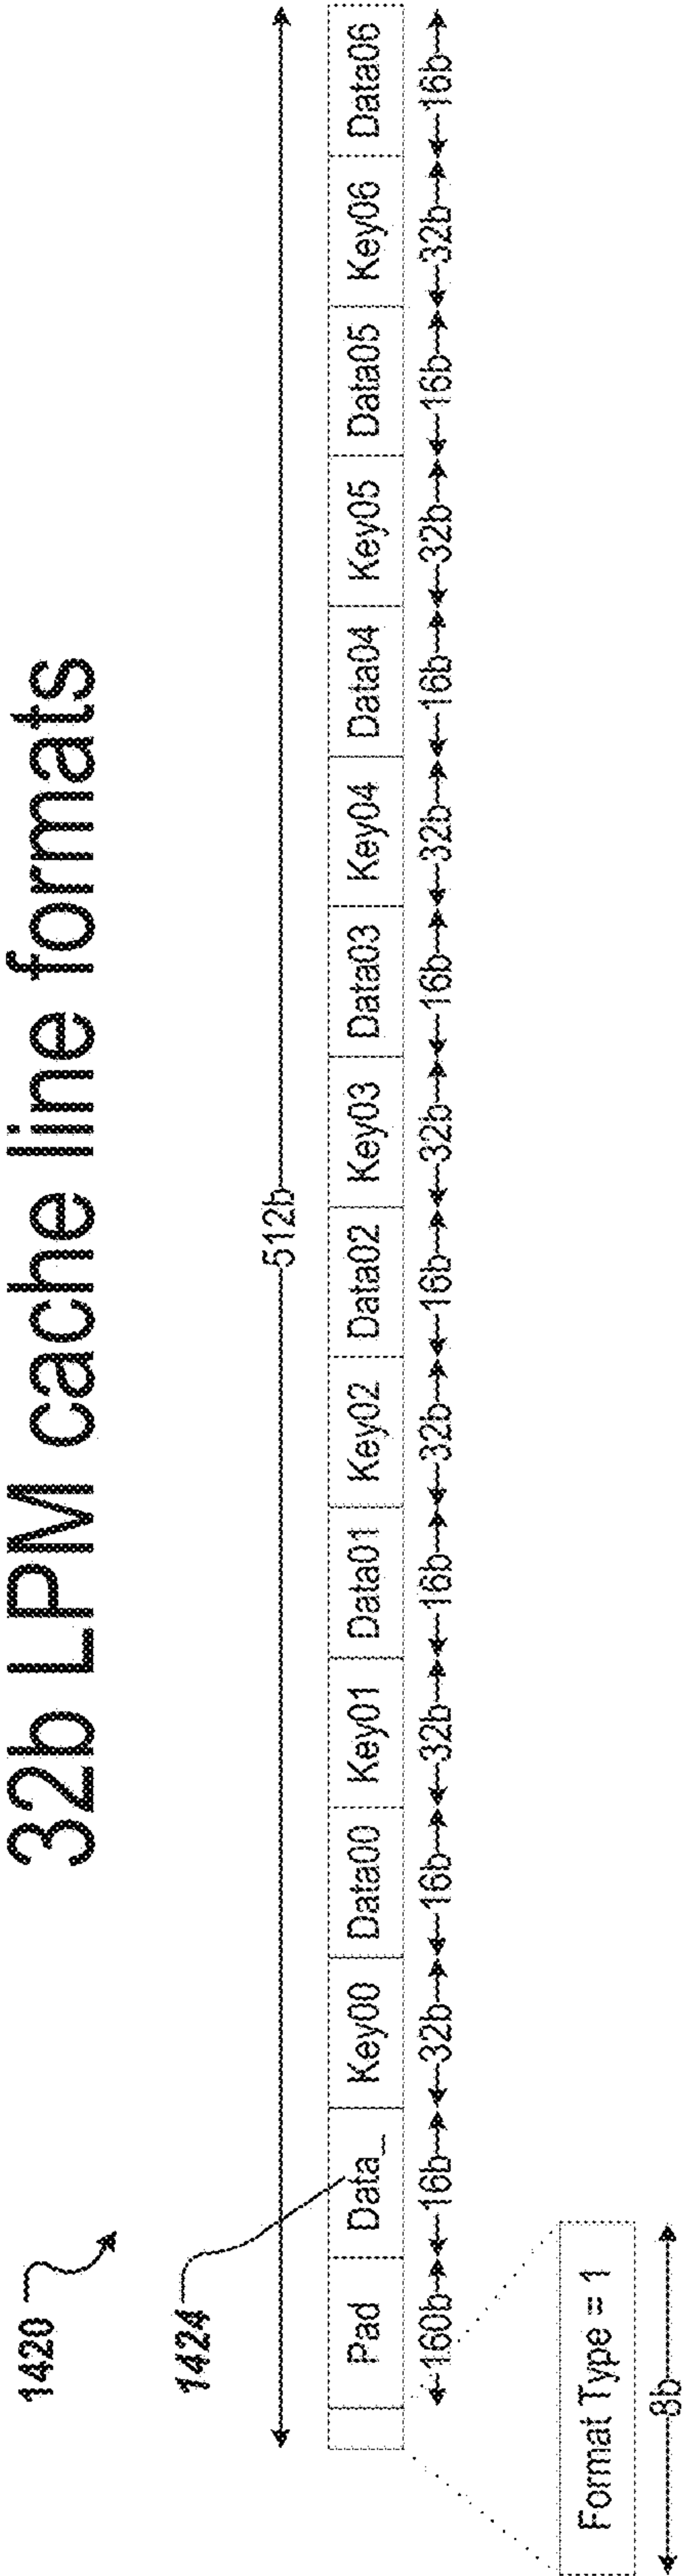 32b LPM cache line formats
1420
1424
512b
Pad Data_ Key00 Data00 Key01 Data01 Key02 Data02 Key03 Data03 Key04 Data04 Key05 Data05 Key06 Data06
160b 16b 32b 16b 32b 16b 32b 16b 32b 16b 32b 16b 32b 16b 32b 16b
Format Type = 1
8b